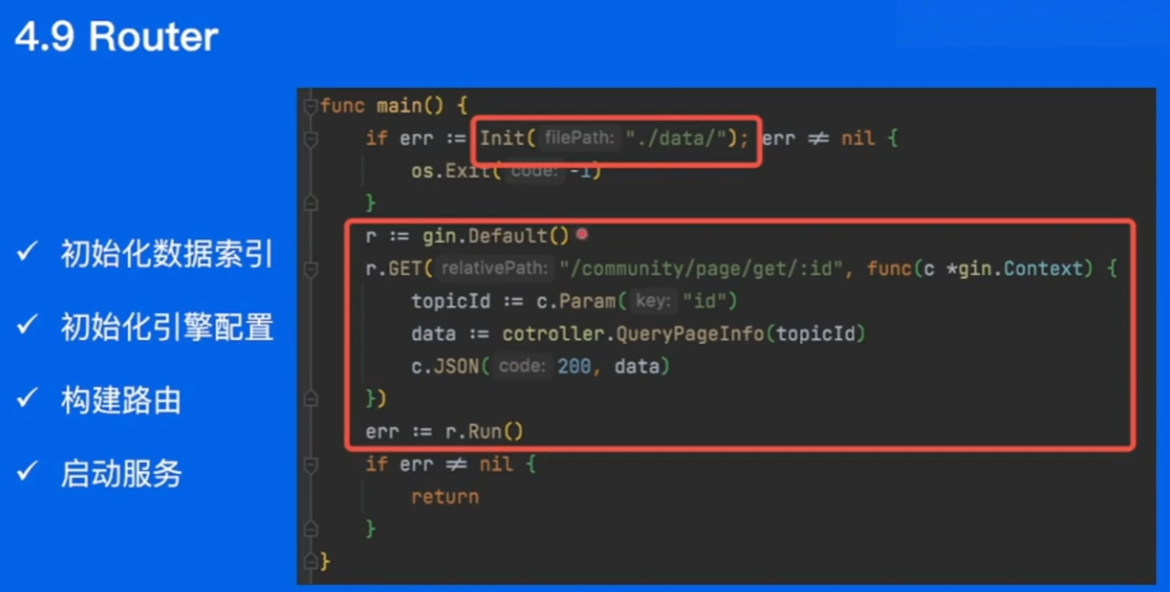 4.9 Router
✓ 初始化数据索引
✓ 初始化引擎配置
✓ 构建路由
✓ 启动服务
func main() {
if err := Init( filePath: "./data/"); err ≠ nil {
os.Exit( code: -1)
}
r := gin.Default()
r.GET( relativePath: "/community/page/get/:id", func(c *gin.Context) {
topicId := c.Param( key: "id")
data := cotroller.QueryPageInfo(topicId)
c.JSON( code: 200, data)
})
err := r.Run()
if err ≠ nil {
return
}
}